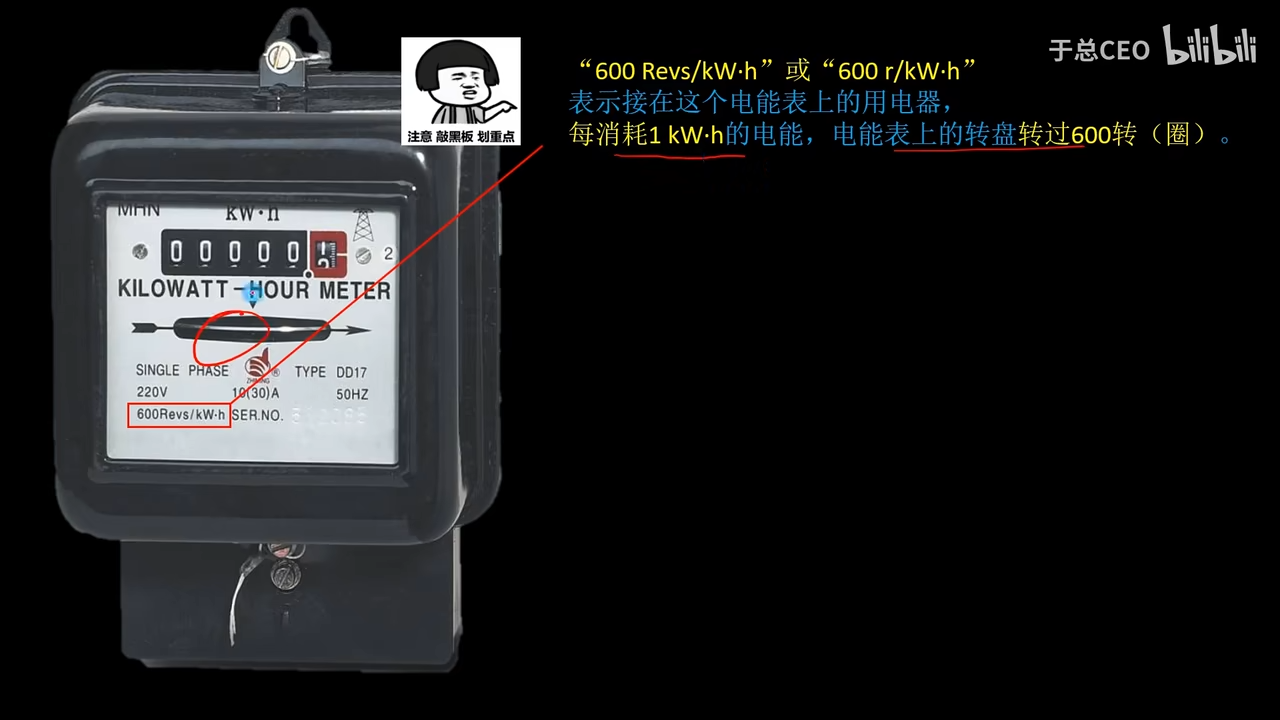 于总CEO bilibili
“600 Revs/kW·h”或“600 r/kW·h”
表示接在这个电能表上的用电器，
每消耗1 kW·h的电能，电能表上的转盘转过600转（圈）。
注意 敲黑板 划重点
kW·h
0 0 0 0 0
2
KILOWATT-HOUR METER
SINGLE PHASE TYPE DD17
220V 10(30)A 50HZ
600Revs/kW·h SER.NO.